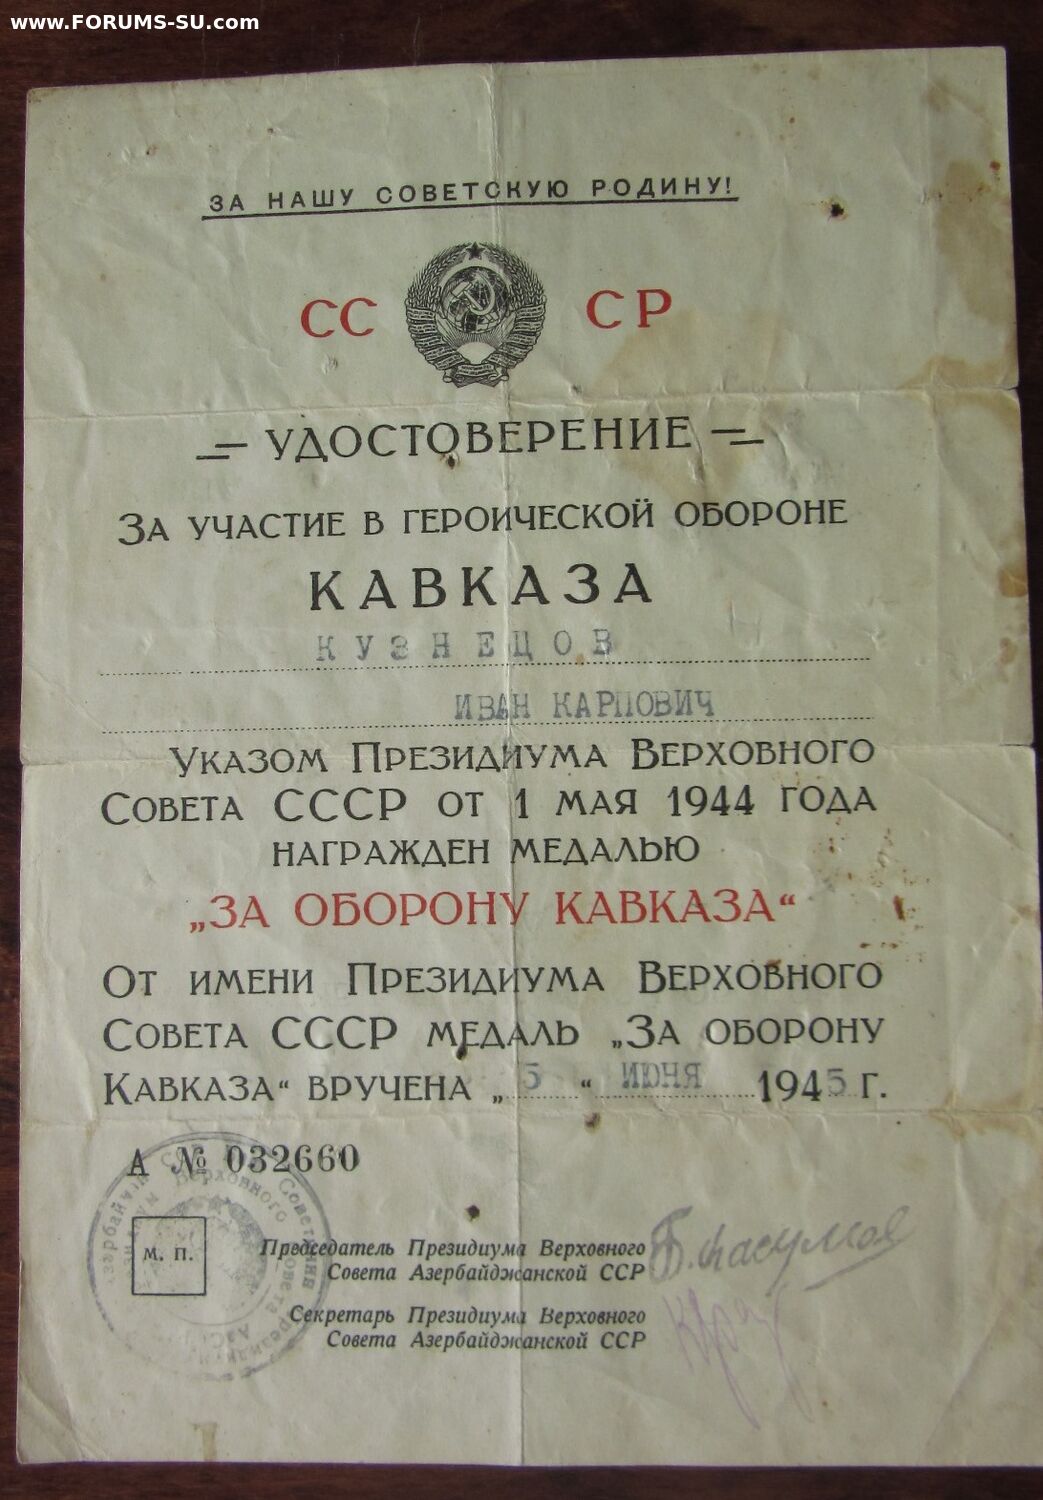 www.FORUMS-SU.com
ЗА НАШУ СОВЕТСКУЮ РОДИНУ!
СС СР
УДОСТОВЕРЕНИЕ
ЗА УЧАСТИЕ В ГЕРОИЧЕСКОЙ ОБОРОНЕ
КАВКАЗА
КУЗНЕЦОВ
ИВАН КАРПОВИЧ
УКАЗОМ ПРЕЗИДИУМА ВЕРХОВНОГО
СОВЕТА СССР ОТ 1 МАЯ 1944 ГОДА
НАГРАЖДЕН МЕДАЛЬЮ
„ЗА ОБОРОНУ КАВКАЗА“
ОТ ИМЕНИ ПРЕЗИДИУМА ВЕРХОВНОГО
СОВЕТА СССР МЕДАЛЬ „ЗА ОБОРОНУ
КАВКАЗА“ ВРУЧЕНА „5“ ИЮНЯ 1945 Г.
А № 032660
М. П.
Председатель Президиума Верховного
Совета Азербайджанской ССР
Секретарь Президиума Верховного
Совета Азербайджанской ССР